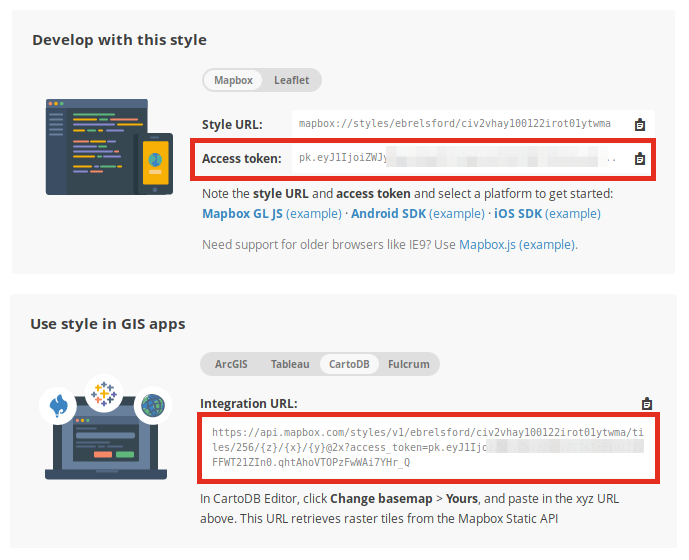 Develop with this style
Mapbox Leaflet
Style URL: mapbox://styles/ebrelsford/civ2vhay100122irot01ytwma
Access token: pk.eyJ1IjoiZWJy ..
Note the style URL and access token and select a platform to get started:
Mapbox GL JS (example) · Android SDK (example) · iOS SDK (example)
Need support for older browsers like IE9? Use Mapbox.js (example).
Use style in GIS apps
ArcGIS Tableau CartoDB Fulcrum
Integration URL:
https://api.mapbox.com/styles/v1/ebrelsford/civ2vhay100122irot01ytwma/ti
les/256/{z}/{x}/{y}@2x?access_token=pk.eyJ1Ijo
FFWT21ZIn0.qhtAhoVTOPzFwWAi7YHr_Q
In CartoDB Editor, click Change basemap > Yours, and paste in the xyz URL
above. This URL retrieves raster tiles from the Mapbox Static API